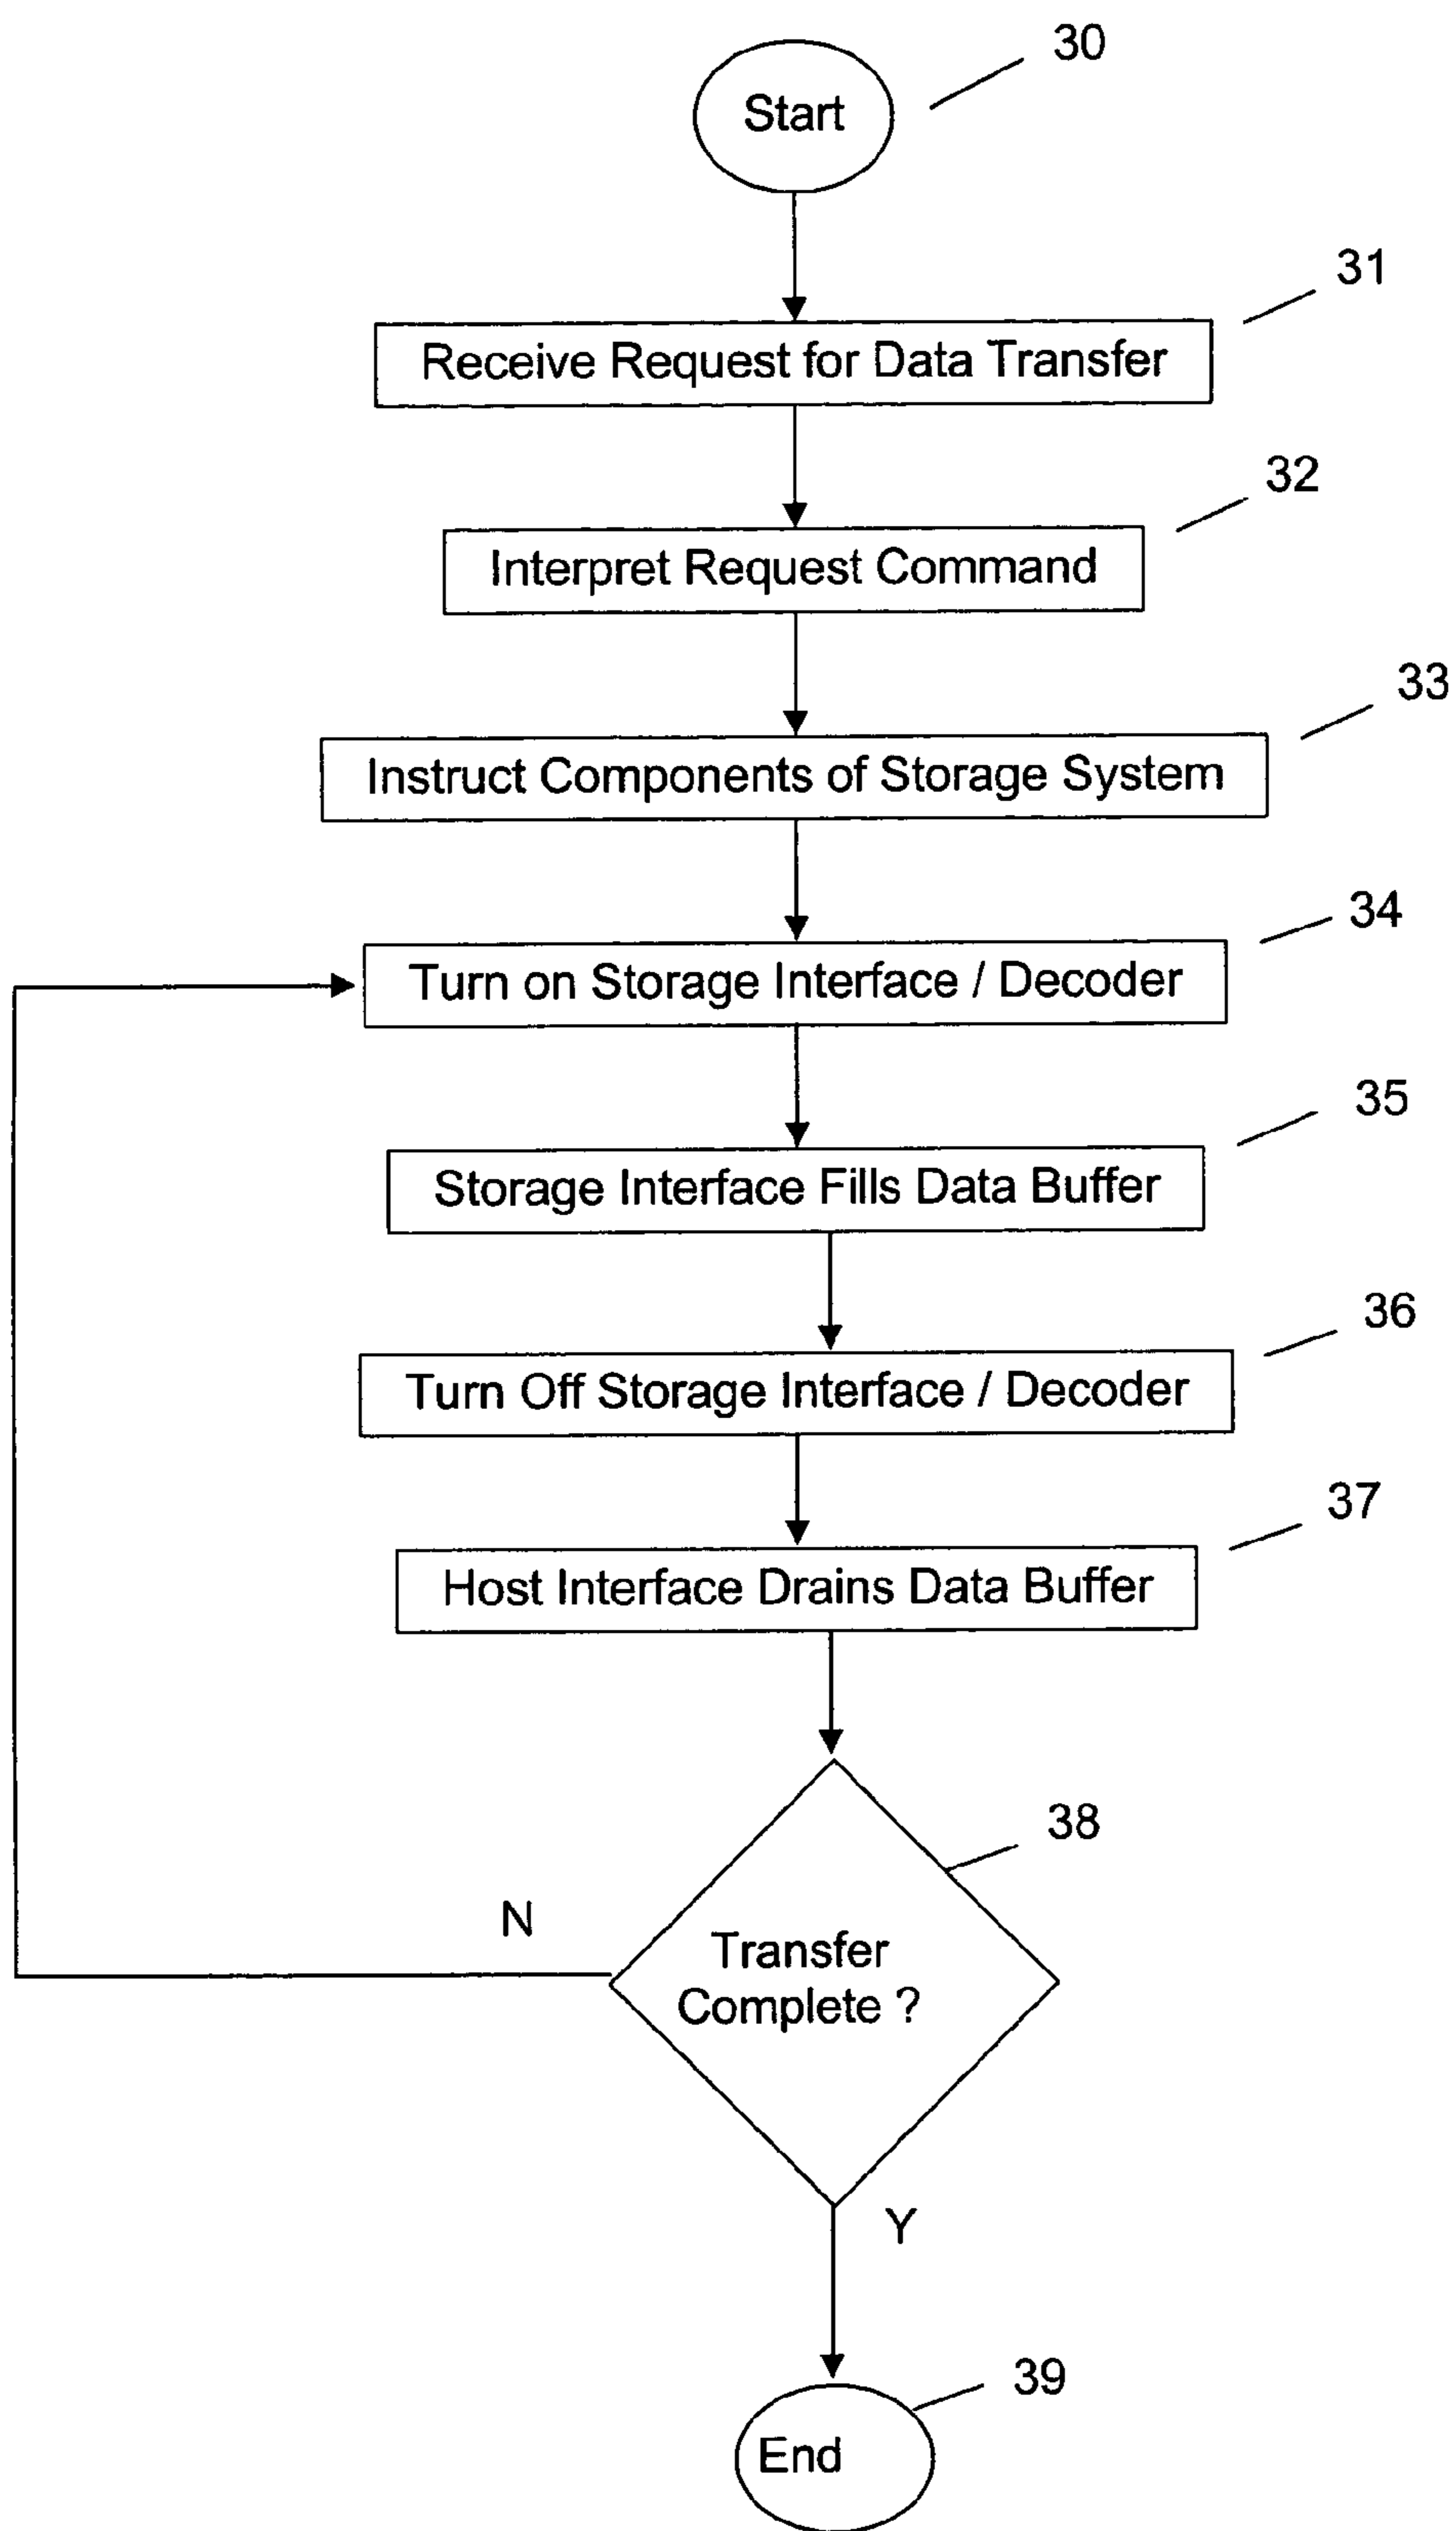 30
Start
31
Receive Request for Data Transfer
32
Interpret Request Command
33
Instruct Components of Storage System
34
Turn on Storage Interface / Decoder
35
Storage Interface Fills Data Buffer
36
Turn Off Storage Interface / Decoder
37
Host Interface Drains Data Buffer
38
N
Transfer
Complete ?
Y
39
End